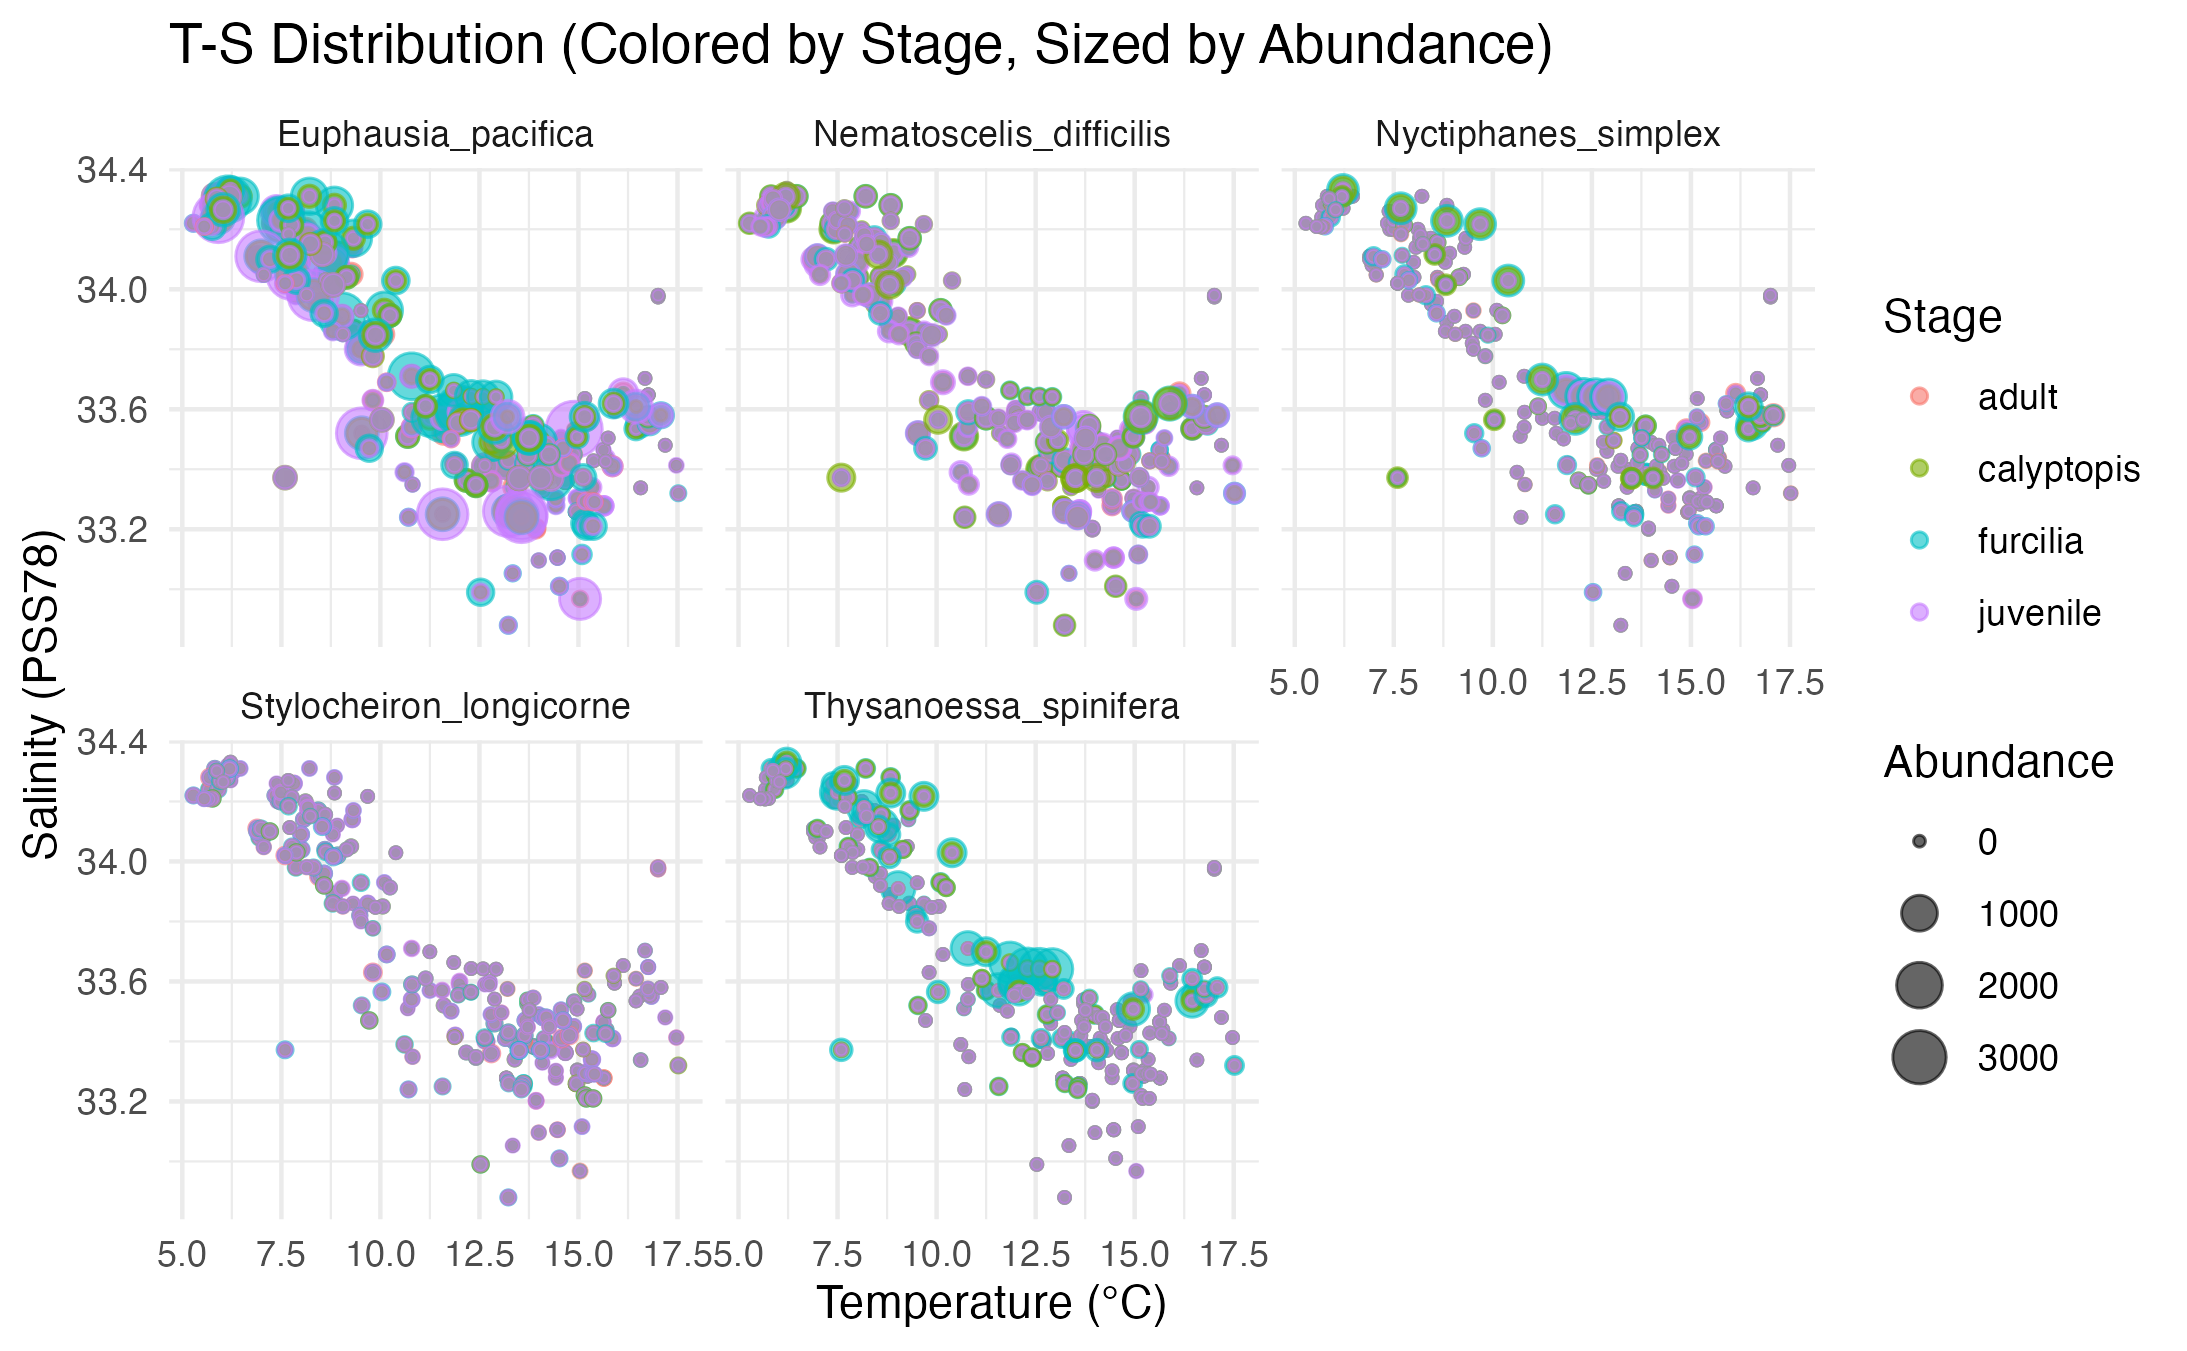 T-S Distribution (Colored by Stage, Sized by Abundance)
Euphausia_pacifica
Nematoscelis_difficilis
Nyctiphanes_simplex
34.4
34.0
33.6
33.2
5.0 7.5 10.0 12.5 15.0 17.5
Stylocheiron_longicorne
Thysanoessa_spinifera
34.4
34.0
33.6
33.2
5.0 7.5 10.0 12.5 15.0 17.5
5.0 7.5 10.0 12.5 15.0 17.5
Temperature (°C)
Salinity (PSS78)
Stage
adult
calyptopis
furcilia
juvenile
Abundance
0
1000
2000
3000